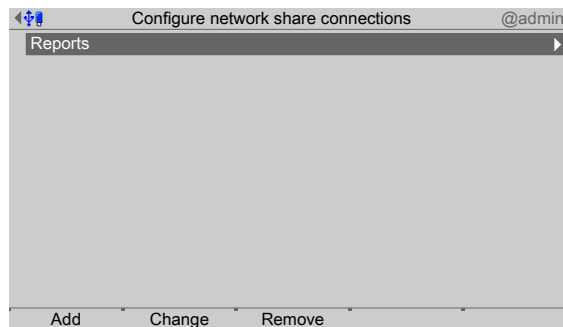 Configure network share connections @admin
Reports
Add Change Remove